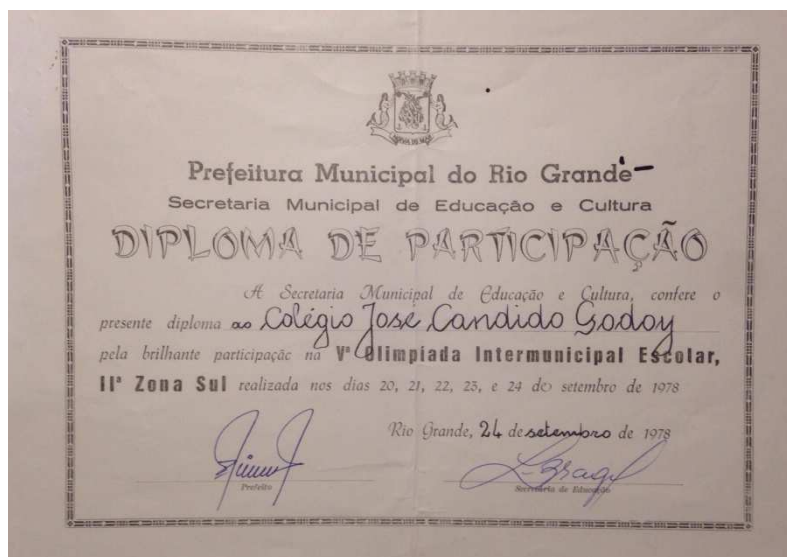 Prefeitura Municipal do Rio Grande
Secretaria Municipal de Educação e Cultura
DIPLOMA DE PARTICIPAÇÃO
A Secretaria Municipal de Educação e Cultura, confere o
presente diploma ao Colégio José Candido Godoy
pela brilhante participação na Vª Olimpíada Intermunicipal Escolar,
IIª Zona Sul realizada nos dias 20, 21, 22, 23, e 24 de setembro de 1978
Rio Grande, 24 de setembro de 1978
Prefeito
Secretária de Educação